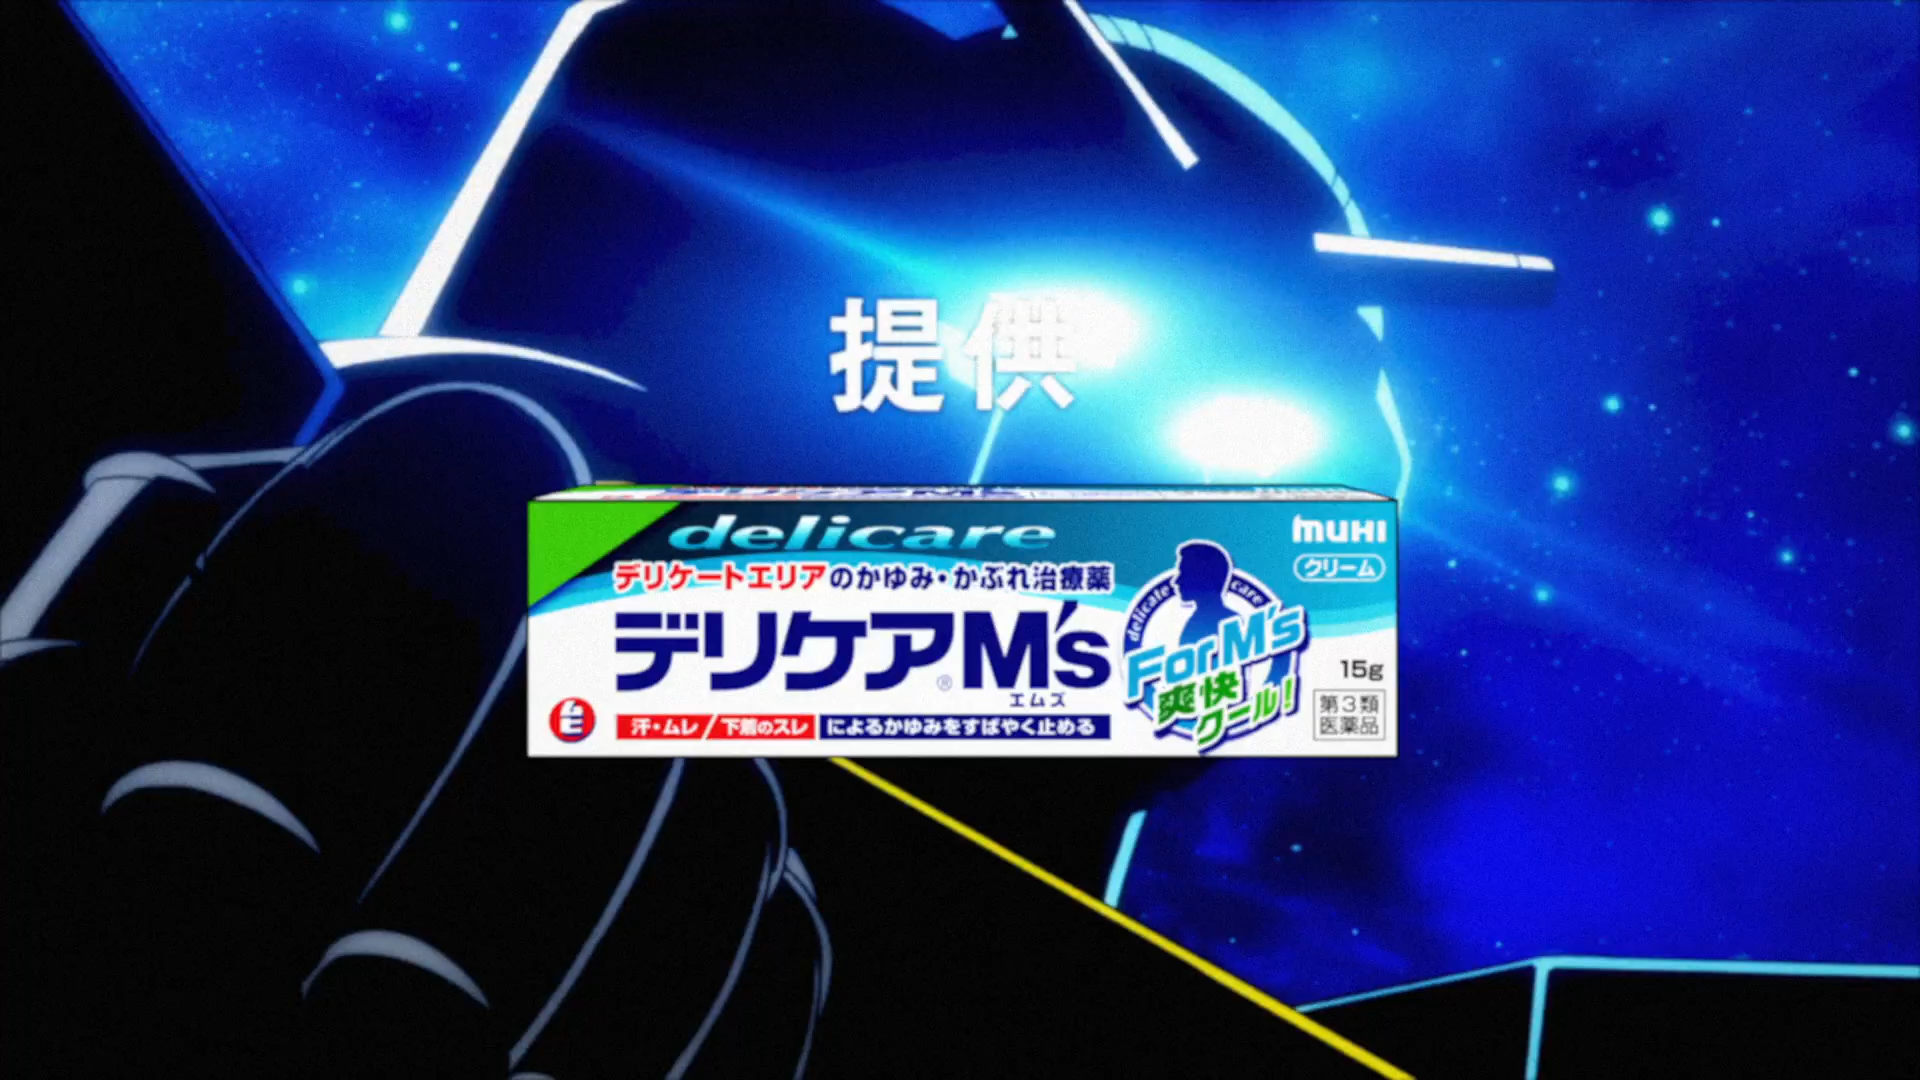 提供
delicare
muHI
クリーム
デリケートエリアのかゆみ・かぶれ治療薬
デリケアM's
®
エムズ
delicate care
For M's
爽快
クール!
15g
第3類
医薬品
汗・ムレ/下着のスレ によるかゆみをすばやく止める